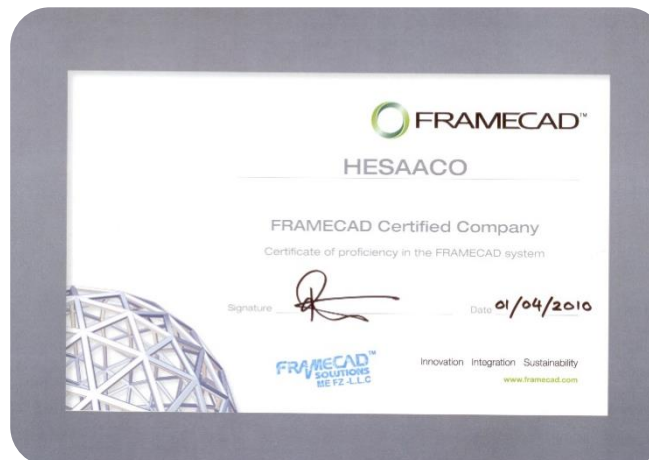 FRAMECAD™
HESAACO
FRAMECAD Certified Company
Certificate of proficiency in the FRAMECAD system
Signature
Date 01/04/2010
FRAMECAD™
SOLUTIONS
ME FZ-L.L.C
Innovation Integration Sustainability
www.framecad.com